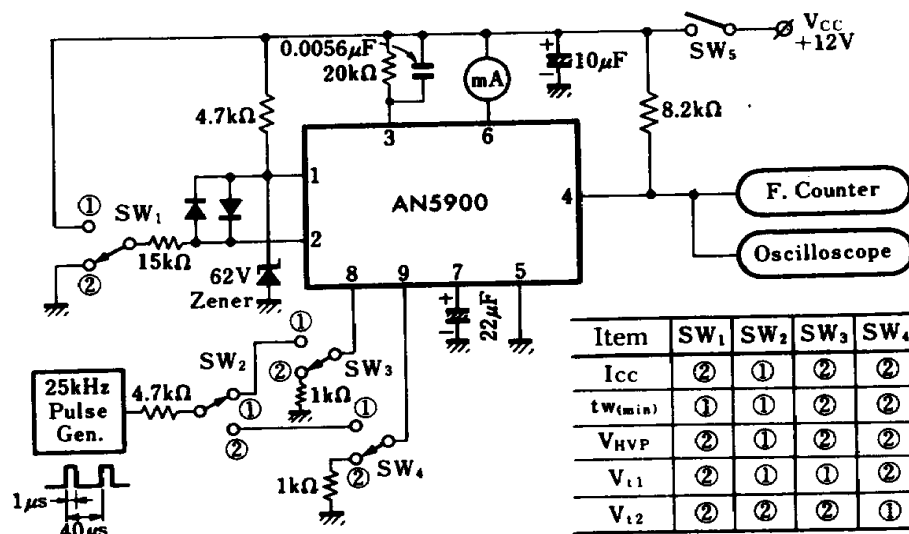 0.0056μF
20kΩ
mA
10μF
SW₅
VCC
+12V
4.7kΩ
8.2kΩ
3
6
1
AN5900
4
F. Counter
①
SW₁
2
Oscilloscope
15kΩ
②
62V
Zener
8
9
7
5
22μF
SW₂
①
②
SW₃
1kΩ
25kHz
Pulse
Gen.
4.7kΩ
①
②
①
②
SW₄
1kΩ
1μs
40μs
Item SW₁ SW₂ SW₃ SW₄
Icc ② ① ② ②
tw(min) ① ① ② ②
VHVP ② ① ② ②
Vt1 ② ① ① ②
Vt2 ② ② ② ①